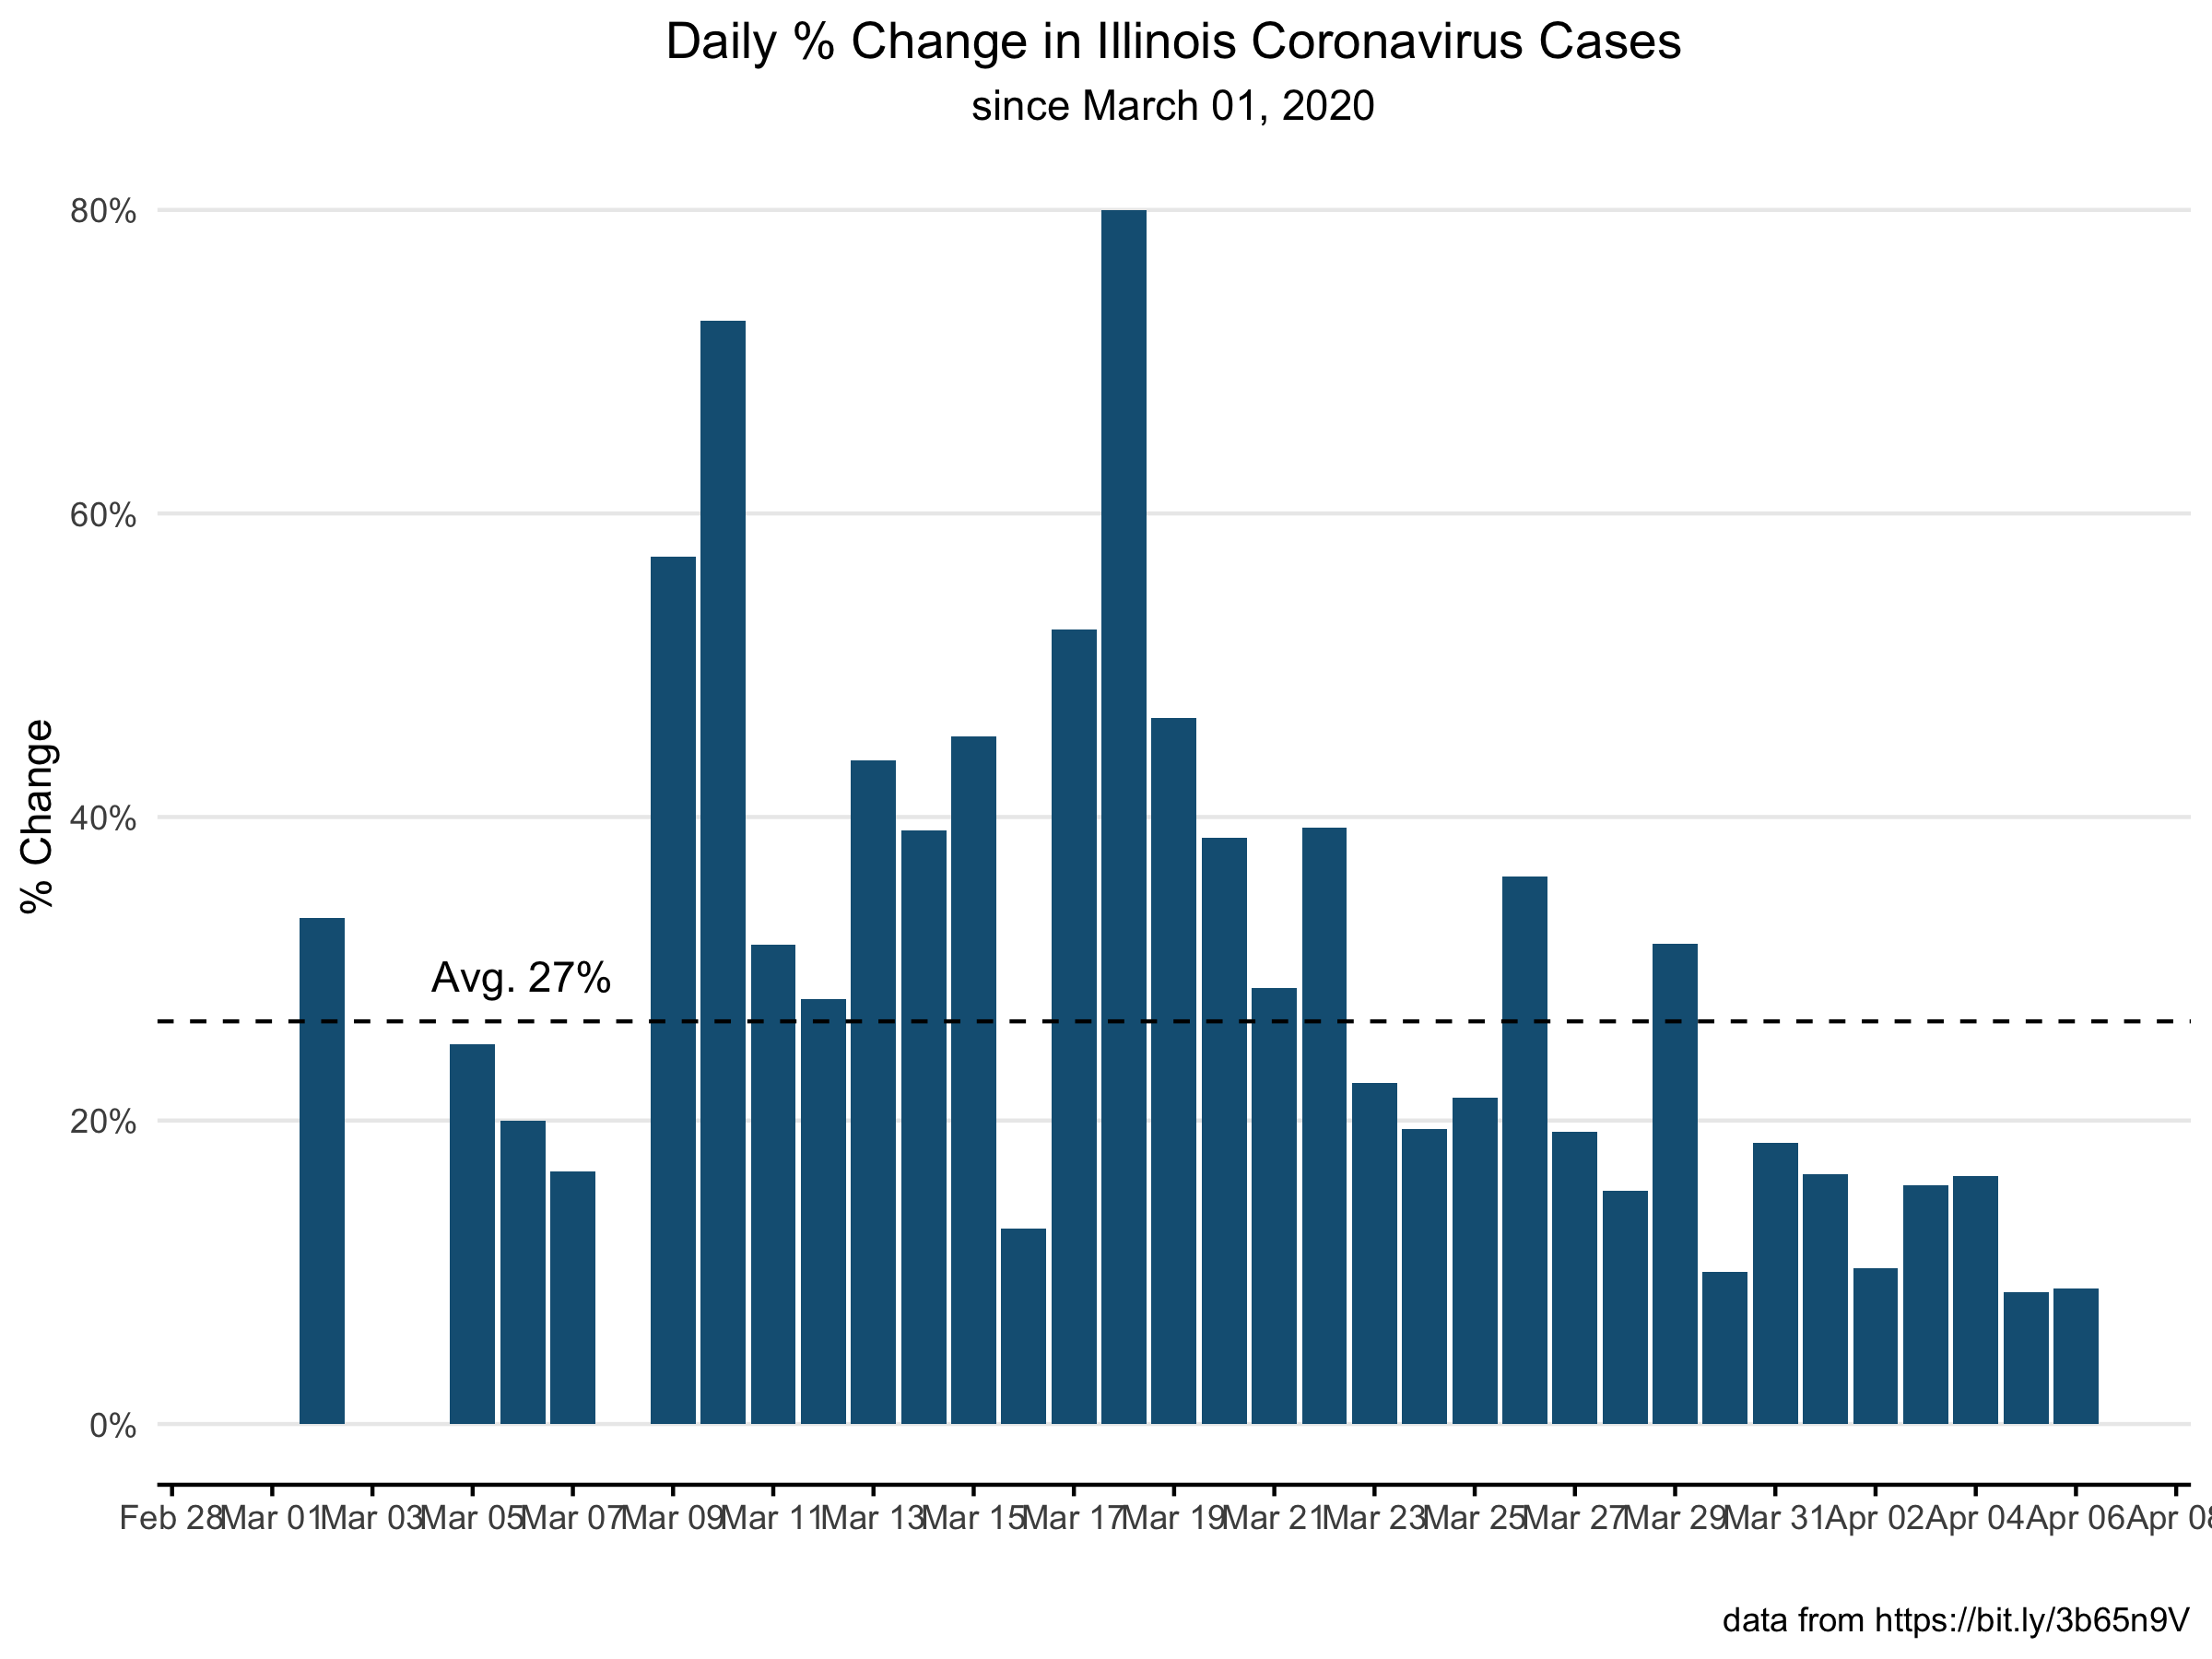 Daily % Change in Illinois Coronavirus Cases
since March 01, 2020
80%
60%
40%
20%
0%
% Change
Avg. 27%
Feb 28 Mar 01 Mar 03 Mar 05 Mar 07 Mar 09 Mar 11 Mar 13 Mar 15 Mar 17 Mar 19 Mar 21 Mar 23 Mar 25 Mar 27 Mar 29 Mar 31 Apr 02 Apr 04 Apr 06 Apr 08
data from https://bit.ly/3b65n9V